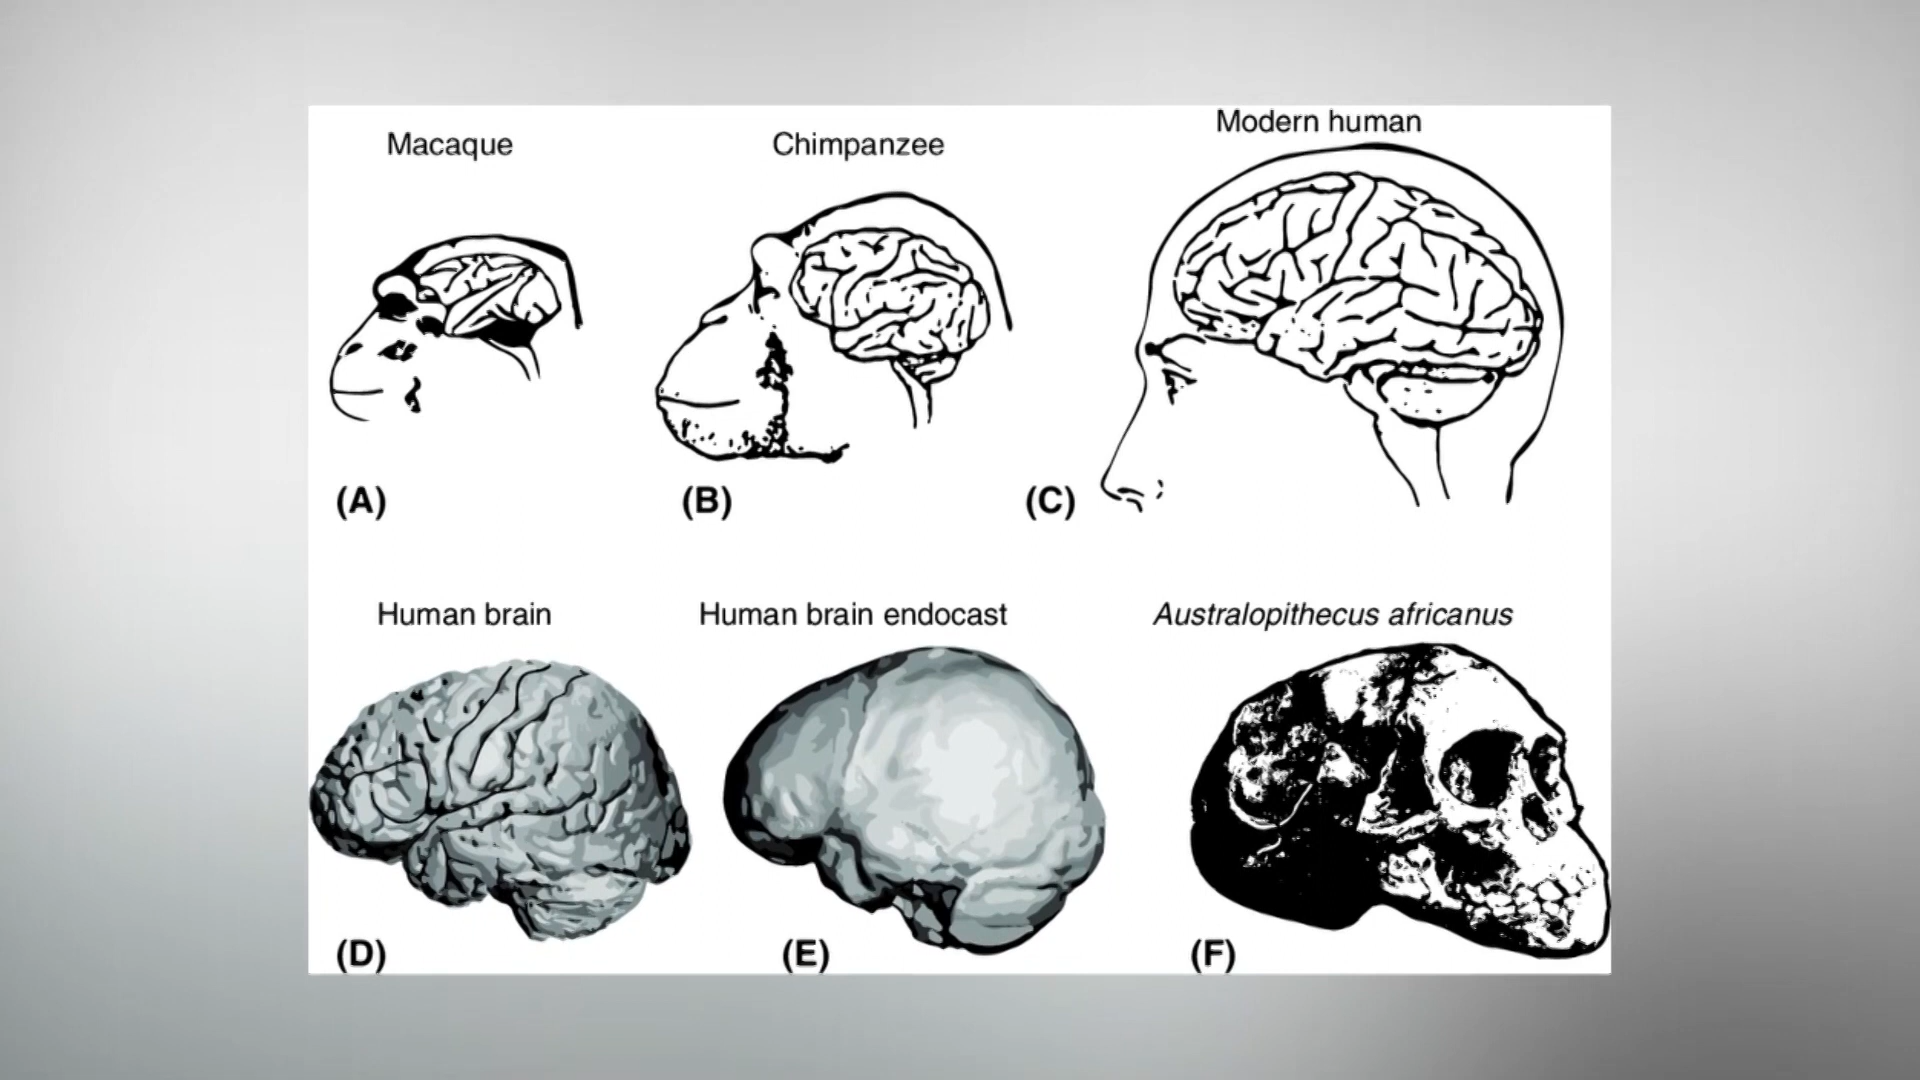 Macaque
Chimpanzee
Modern human
(A)
(B)
(C)
Human brain
Human brain endocast
Australopithecus africanus
(D)
(E)
(F)